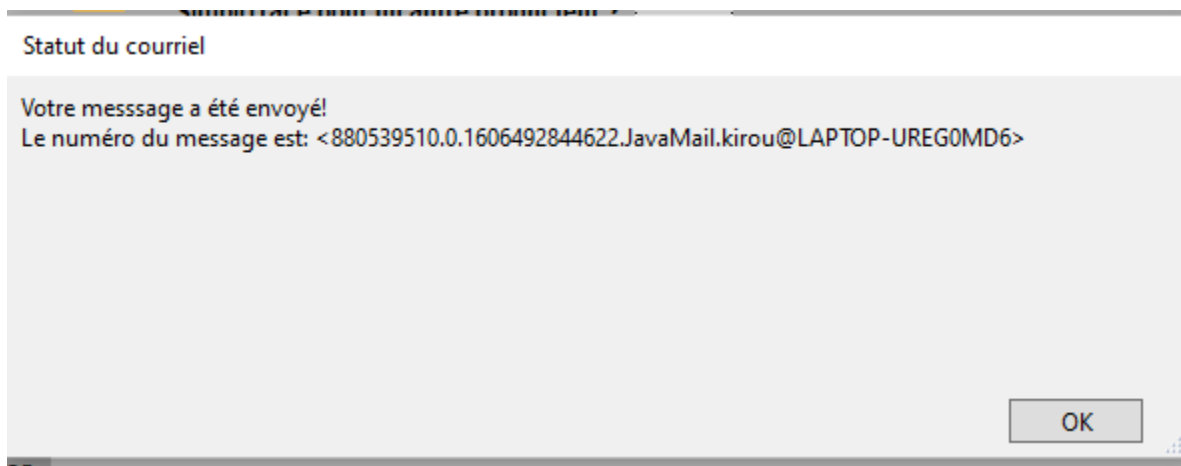 Statut du courriel
Votre messsage a été envoyé!
Le numéro du message est: <880539510.0.1606492844622.JavaMail.kirou@LAPTOP-UREG0MD6>
OK